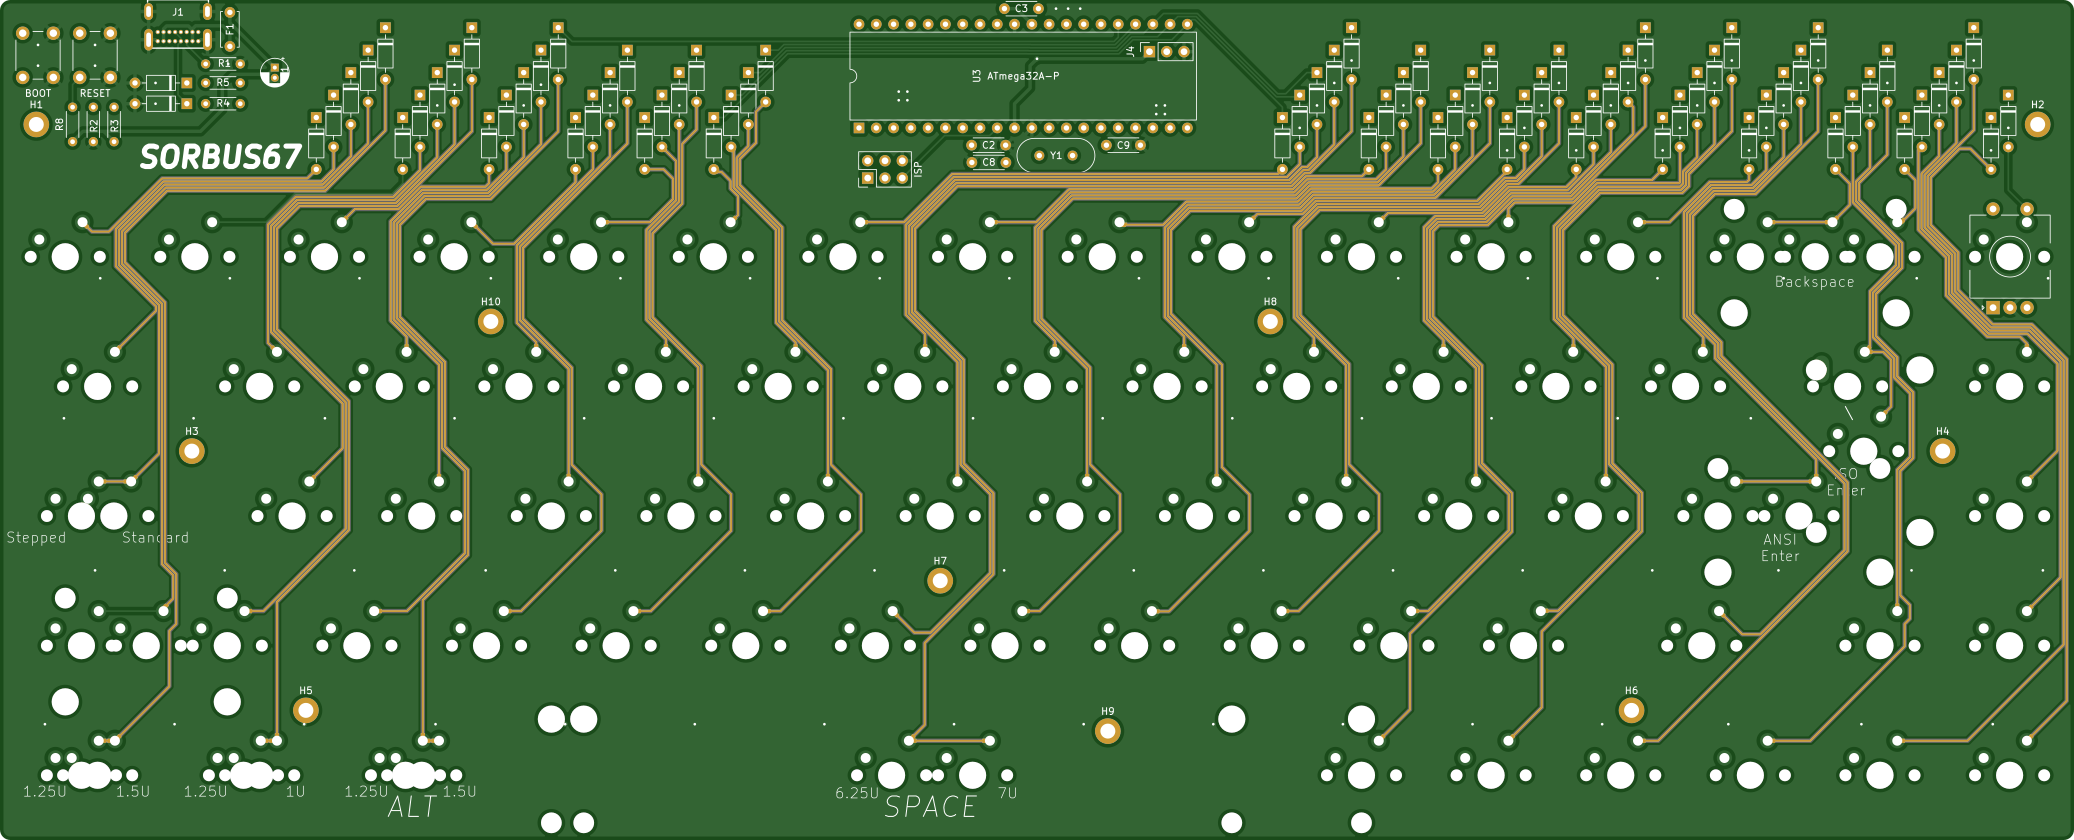 J1
F1
C3
R1
J4
U3 ATmega32A-P
R5
BOOT
RESET
H1
R4
H2
R8
R2
R3
C2
C9
SORBUS67
C8
Y1
ISP
Backspace
H10
H8
H3
H4
ISO
Enter
Stepped
Standard
ANSI
Enter
H7
H5
H6
H9
1.25U
1.5U
1.25U
1U
1.25U
1.5U
6.25U
7U
ALT
SPACE